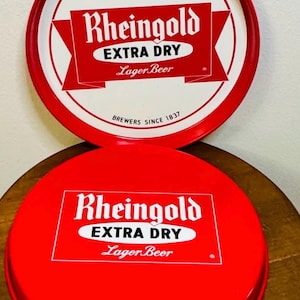 Rheingold
EXTRA DRY
Lager Beer
®
BREWERS SINCE 1837
Rheingold
EXTRA DRY
Lager Beer
®